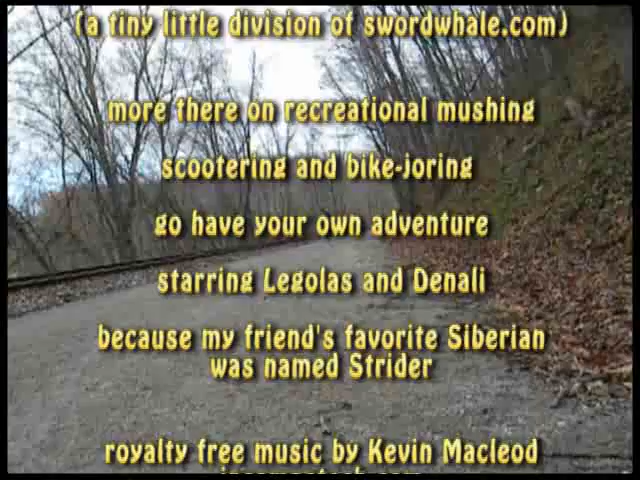 (a tiny little division of swordwhale.com)
more there on recreational mushing
scootering and bike-joring
go have your own adventure
starring Legolas and Denali
because my friend's favorite Siberian
was named Strider
royalty free music by Kevin Macleod